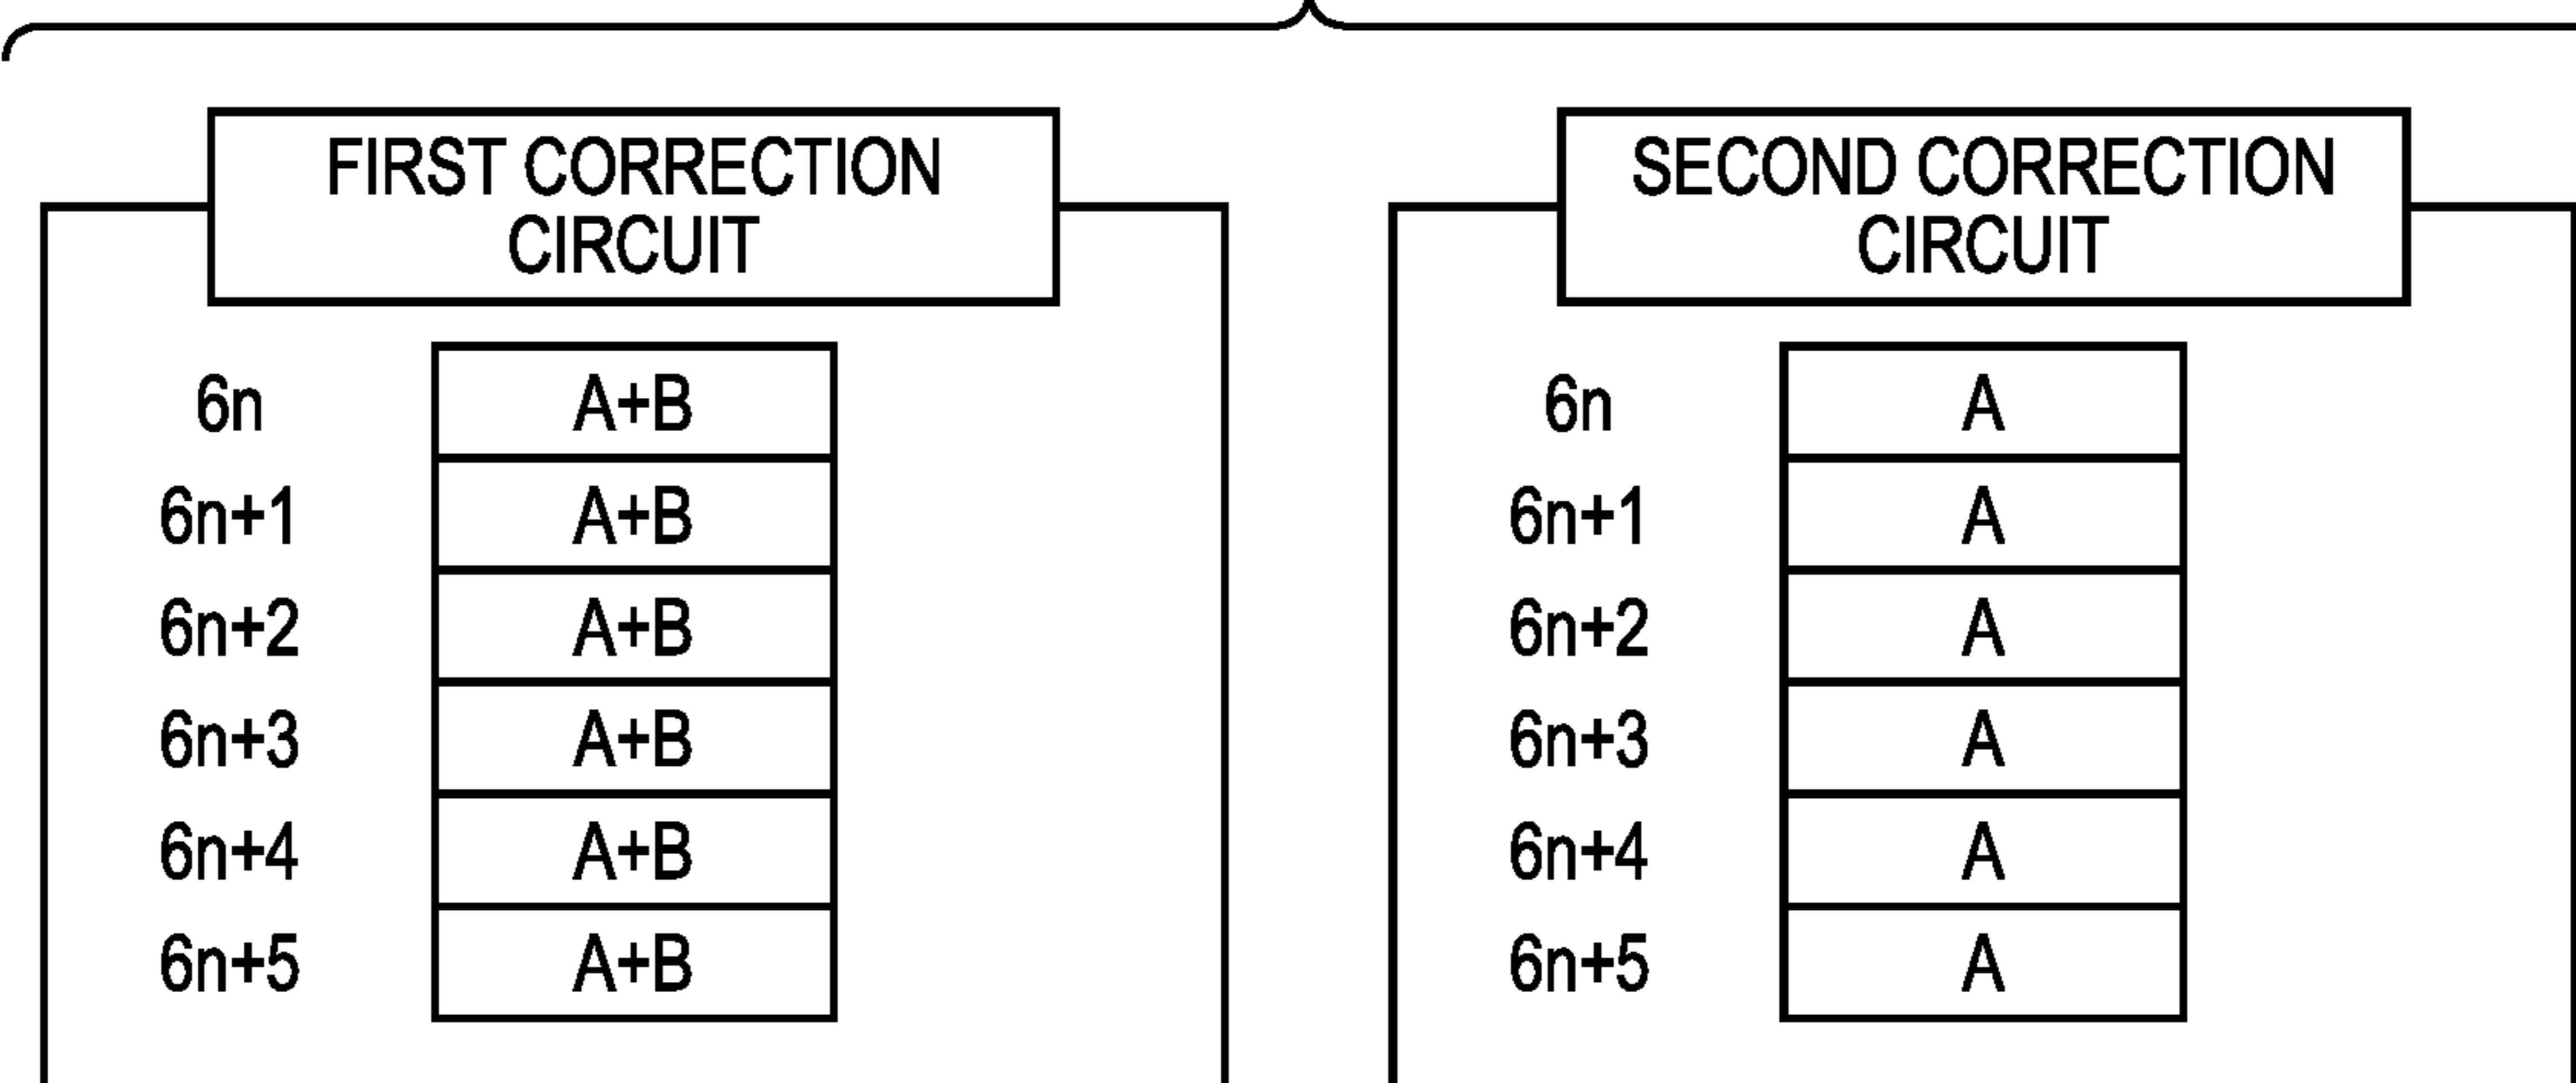 FIRST CORRECTION
CIRCUIT
6n A+B
6n+1 A+B
6n+2 A+B
6n+3 A+B
6n+4 A+B
6n+5 A+B
SECOND CORRECTION
CIRCUIT
6n A
6n+1 A
6n+2 A
6n+3 A
6n+4 A
6n+5 A